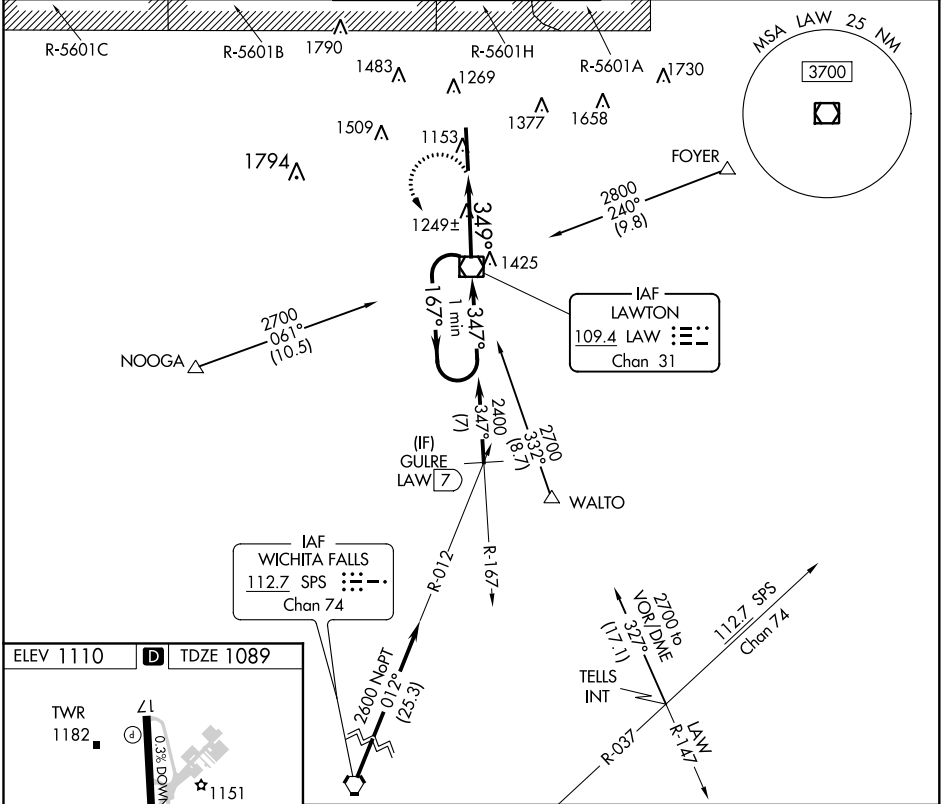 R-5601C
R-5601B
1790
R-5601H
R-5601A
1483
1269
1730
1509
1153
1377
1658
1794
MSA LAW 25 NM
3700
FOYER
2800
240°
(9.8)
1249±
349°
1425
167°
1 min
347°
IAF
LAWTON
109.4 LAW
Chan 31
2700
061°
(10.5)
NOOGA
2400
347°
(7)
2700
332°
(8.7)
(IF)
GULRE
LAW 7
WALTO
IAF
WICHITA FALLS
112.7 SPS
Chan 74
R-012
R-167
2600 NoPT
012°
(25.3)
2700 to
VOR/DME
327°
(17.1)
112.7 SPS
Chan 74
TELLS
INT
R-037
LAW
R-147
ELEV 1110
D
TDZE 1089
TWR
1182
17
P
0.3% DOWN
1151